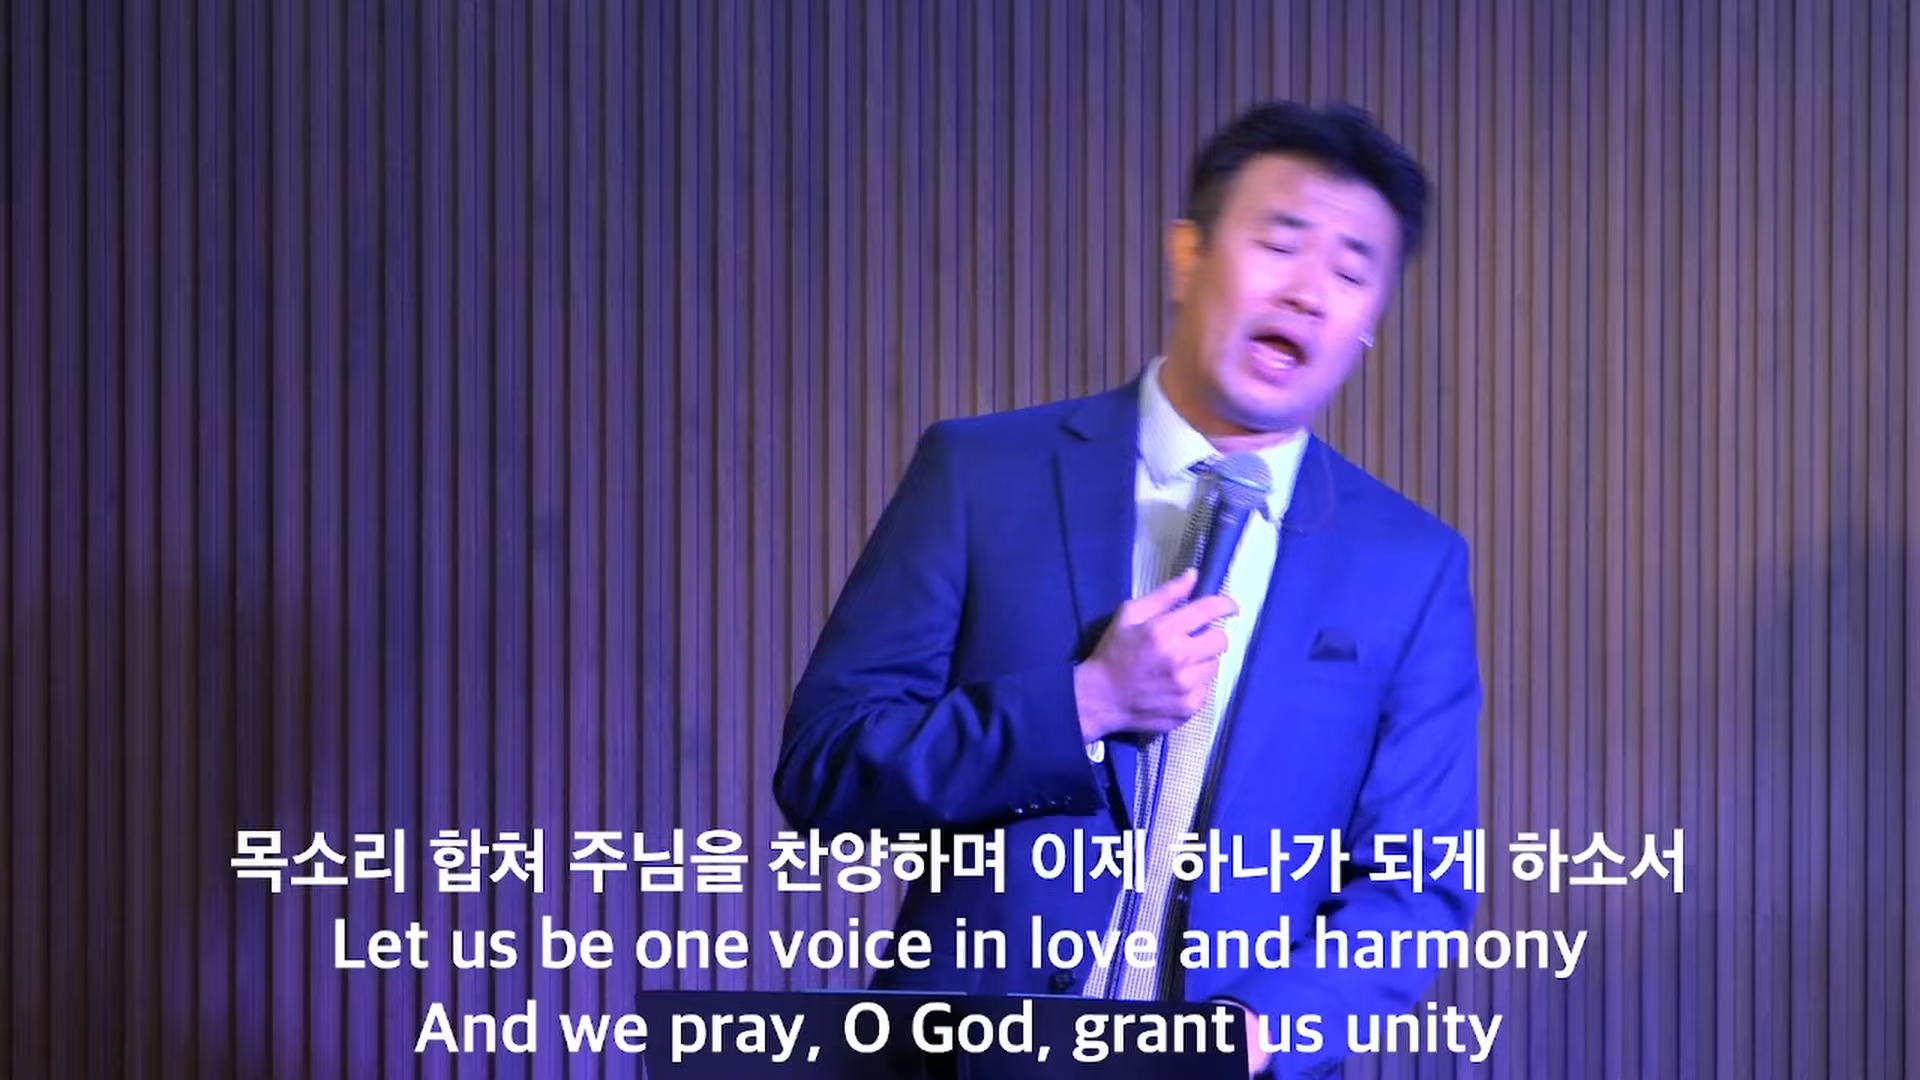 목소리 합쳐 주님을 찬양하며 이제 하나가 되게 하소서
Let us be one voice in love and harmony
And we pray, O God, grant us unity